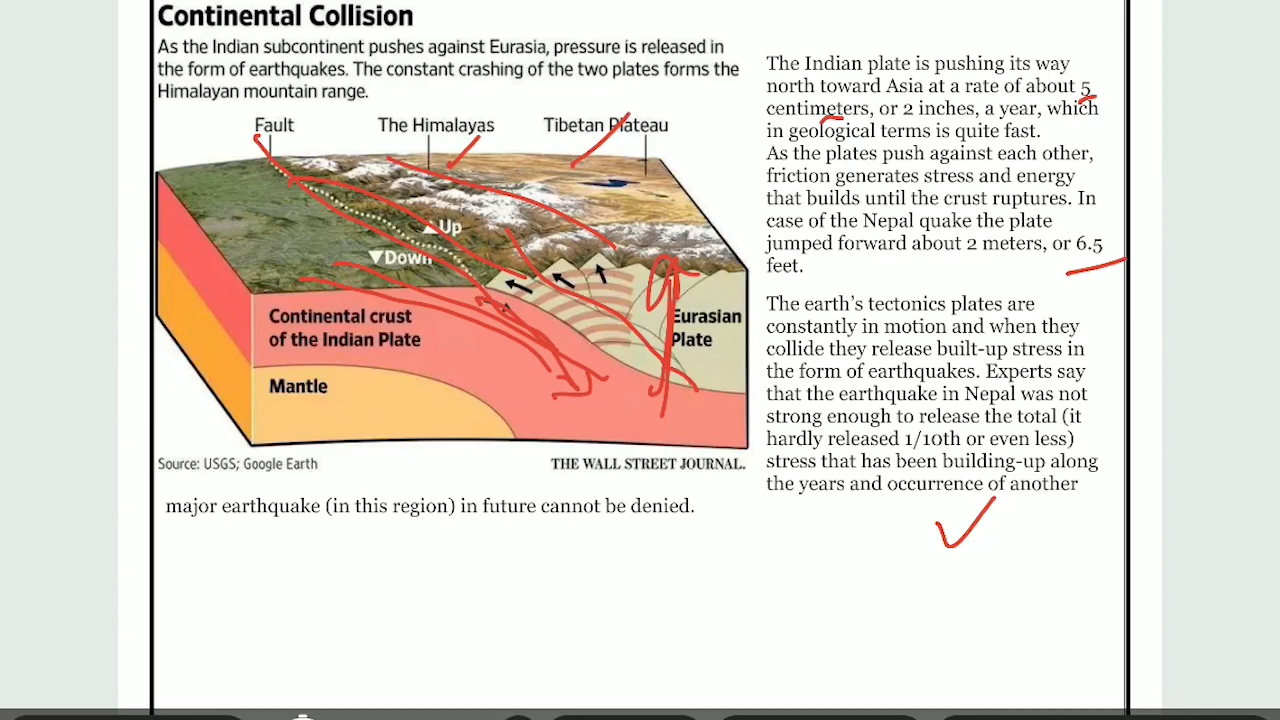 Continental Collision
As the Indian subcontinent pushes against Eurasia, pressure is released in
the form of earthquakes. The constant crashing of the two plates forms the
Himalayan mountain range.
Fault
The Himalayas
Tibetan Plateau
▲Up
▼Down
Continental crust
of the Indian Plate
Eurasian
Plate
Mantle
Source: USGS; Google Earth
THE WALL STREET JOURNAL.
The Indian plate is pushing its way
north toward Asia at a rate of about 5
centimeters, or 2 inches, a year, which
in geological terms is quite fast.
As the plates push against each other,
friction generates stress and energy
that builds until the crust ruptures. In
case of the Nepal quake the plate
jumped forward about 2 meters, or 6.5
feet.
The earth's tectonics plates are
constantly in motion and when they
collide they release built-up stress in
the form of earthquakes. Experts say
that the earthquake in Nepal was not
strong enough to release the total (it
hardly released 1/10th or even less)
stress that has been building-up along
the years and occurrence of another
major earthquake (in this region) in future cannot be denied.